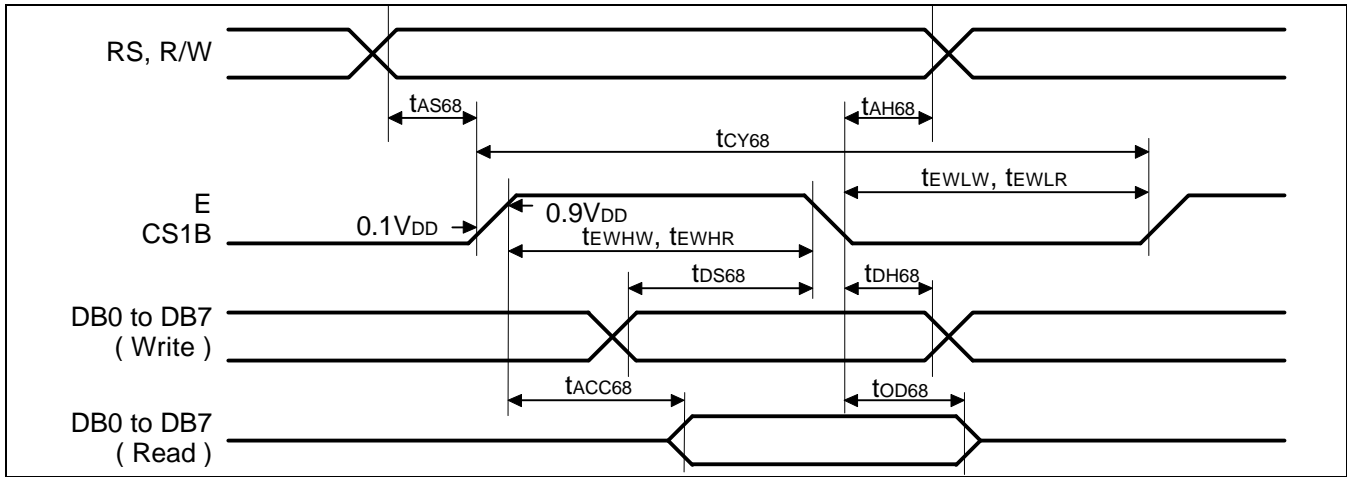 RS, R/W
tAS68
tAH68
tCY68
tEWLW, tEWLR
E
CS1B
0.1VDD
0.9VDD
tEWHW, tEWHR
tDS68
tDH68
DB0 to DB7
( Write )
tACC68
tOD68
DB0 to DB7
( Read )